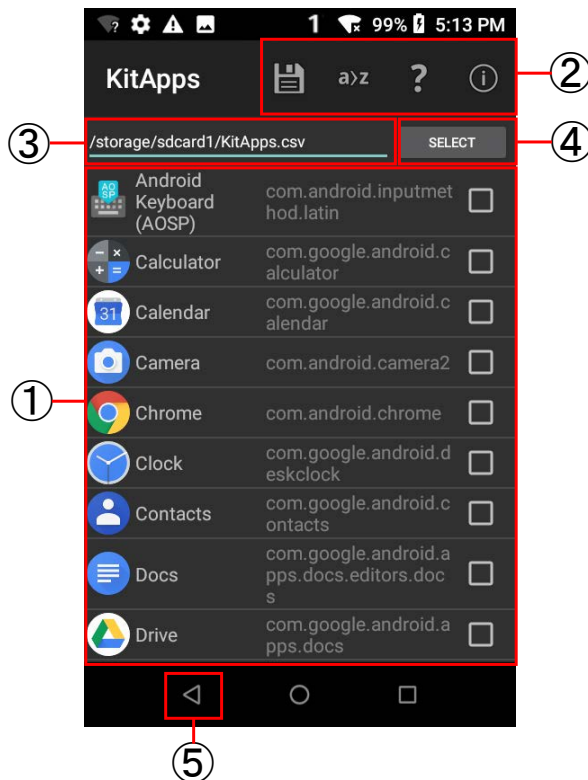 ? 1 99% 5:13 PM
KitApps a>z ? i ②
③ /storage/sdcard1/KitApps.csv SELECT ④
Android
Keyboard
(AOSP)
com.android.inputmet
hod.latin
Calculator
com.google.android.c
alculator
31 Calendar
com.google.android.c
alendar
Camera com.android.camera2
① Chrome com.android.chrome
Clock
com.google.android.d
eskclock
Contacts
com.google.android.c
ontacts
Docs
com.google.android.a
pps.docs.editors.doc
s
Drive
com.google.android.a
pps.docs
⑤